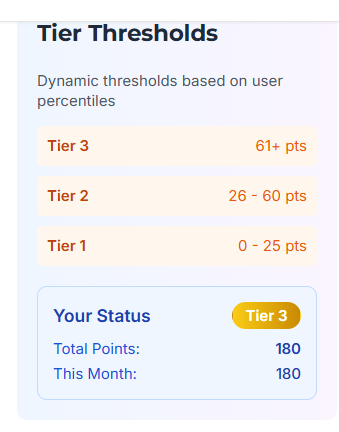 Tier Thresholds
Dynamic thresholds based on user
percentiles
Tier 3 61+ pts
Tier 2 26 - 60 pts
Tier 1 0 - 25 pts
Your Status Tier 3
Total Points: 180
This Month: 180